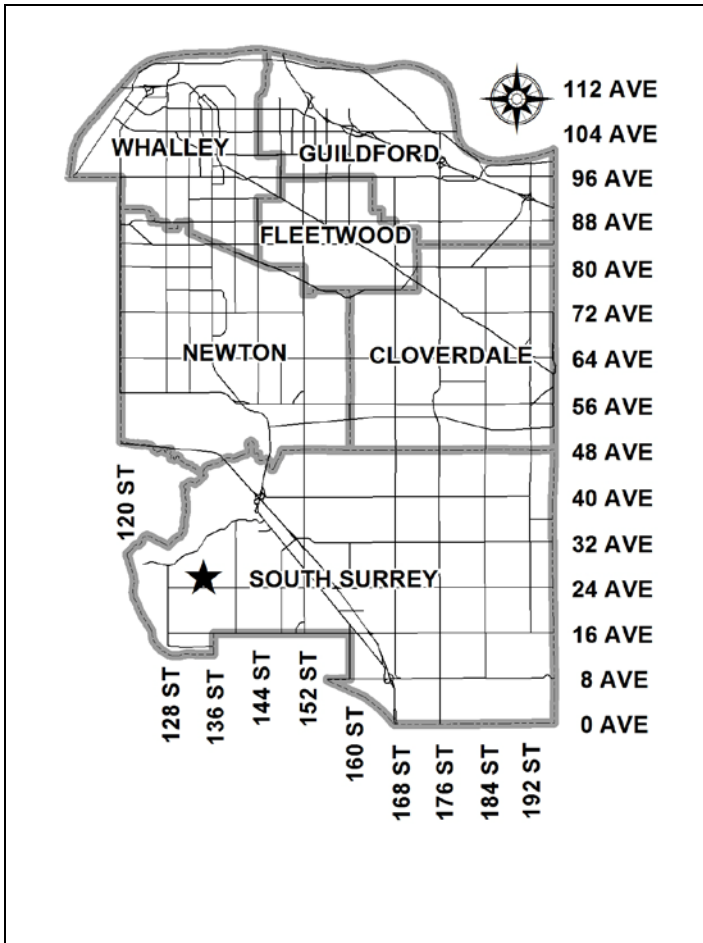 112 AVE
104 AVE
WHALLEY
GUILDFORD
96 AVE
88 AVE
FLEETWOOD
80 AVE
72 AVE
NEWTON
CLOVERDALE
64 AVE
56 AVE
48 AVE
120 ST
40 AVE
32 AVE
SOUTH SURREY
24 AVE
16 AVE
8 AVE
0 AVE
128 ST
136 ST
144 ST
152 ST
160 ST
168 ST
176 ST
184 ST
192 ST